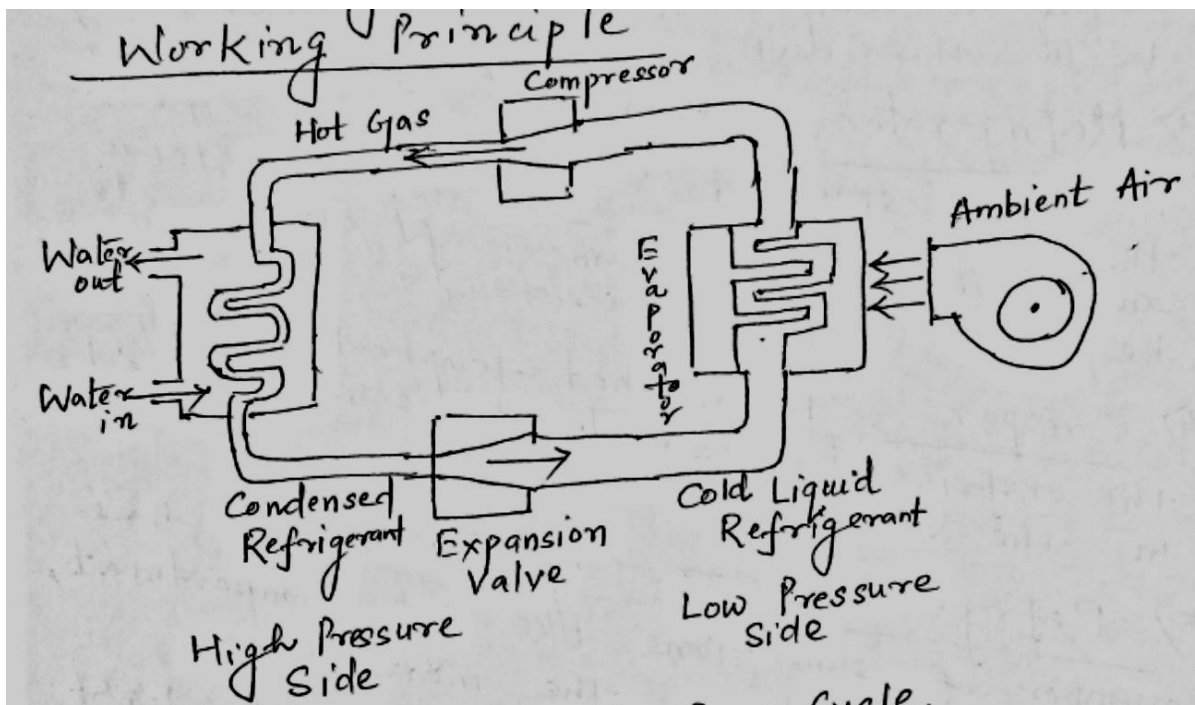 Working Principle
Compressor
Hot Gas
Ambient Air
Water
out
Evaporator
Water
in
Condensed
Refrigerant
Expansion
Valve
Cold Liquid
Refrigerant
High Pressure
Side
Low Pressure
Side
Cycle